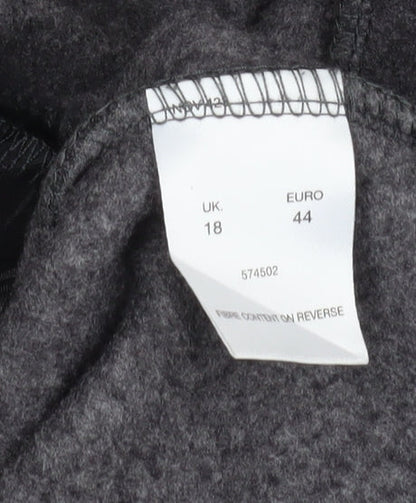 UK. EURO
18 44
574502
FIBRE CONTENT ON REVERSE